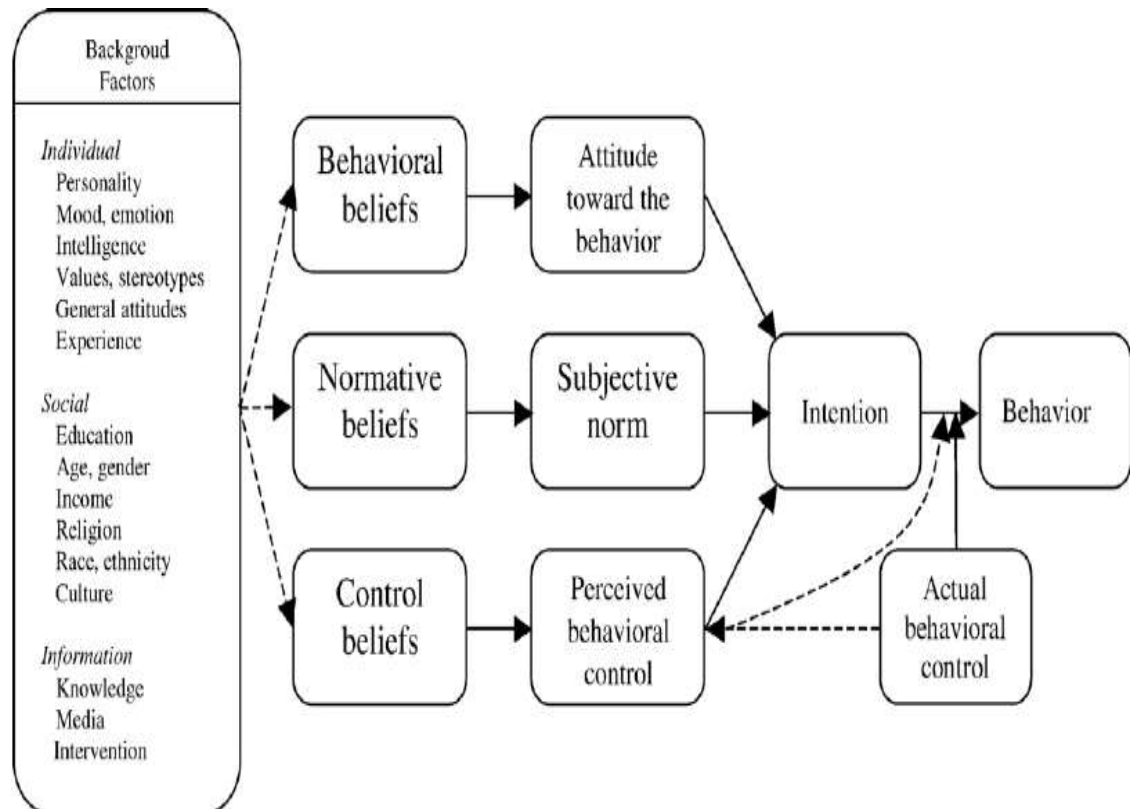 Backgroud
Factors
Individual
Personality
Mood, emotion
Intelligence
Values, stereotypes
General attitudes
Experience
Social
Education
Age, gender
Income
Religion
Race, ethnicity
Culture
Information
Knowledge
Media
Intervention
Behavioral
beliefs
Attitude
toward the
behavior
Normative
beliefs
Subjective
norm
Intention
Behavior
Control
beliefs
Perceived
behavioral
control
Actual
behavioral
control